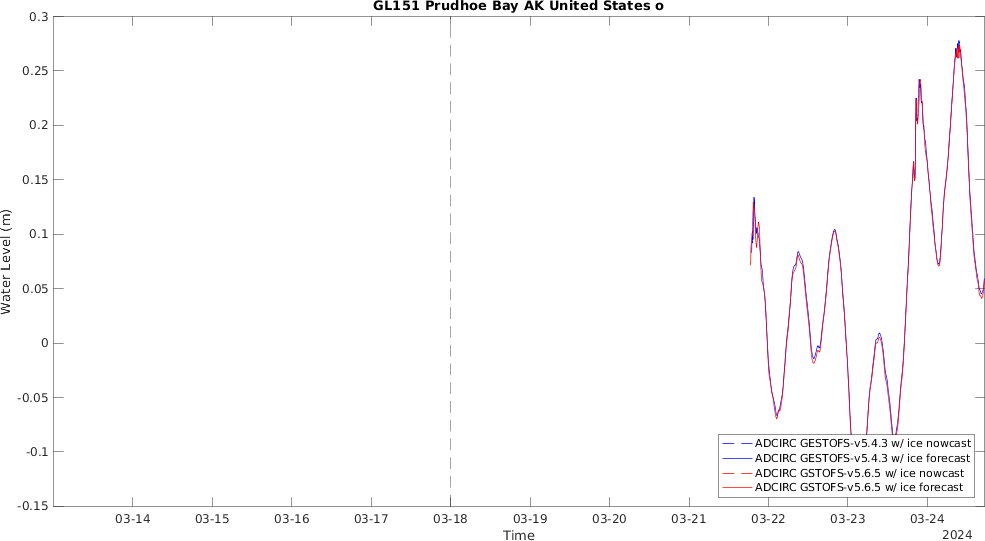 GL151 Prudhoe Bay AK United States o
0.3
0.25
0.2
0.15
0.1
0.05
0
-0.05
-0.1
-0.15
Water Level (m)
ADCIRC GESTOFS-v5.4.3 w/ ice nowcast
ADCIRC GESTOFS-v5.4.3 w/ ice forecast
ADCIRC GSTOFS-v5.6.5 w/ ice nowcast
ADCIRC GSTOFS-v5.6.5 w/ ice forecast
03-14 03-15 03-16 03-17 03-18 03-19 03-20 03-21 03-22 03-23 03-24
Time
2024